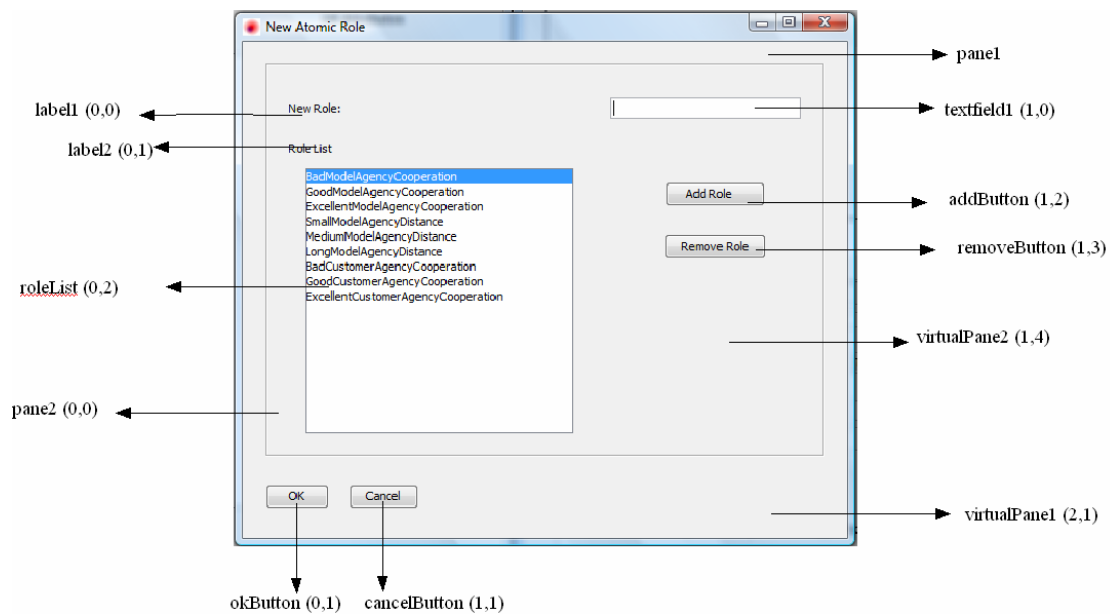 New Atomic Role
pane1
label1 (0,0)
New Role:
textfield1 (1,0)
label2 (0,1)
Role List
BadModelAgencyCooperation
GoodModelAgencyCooperation
ExcellentModelAgencyCooperation
SmallModelAgencyDistance
MediumModelAgencyDistance
LongModelAgencyDistance
BadCustomerAgencyCooperation
GoodCustomerAgencyCooperation
ExcellentCustomerAgencyCooperation
Add Role
addButton (1,2)
Remove Role
removeButton (1,3)
roleList (0,2)
virtualPane2 (1,4)
pane2 (0,0)
OK
Cancel
virtualPane1 (2,1)
okButton (0,1)
cancelButton (1,1)